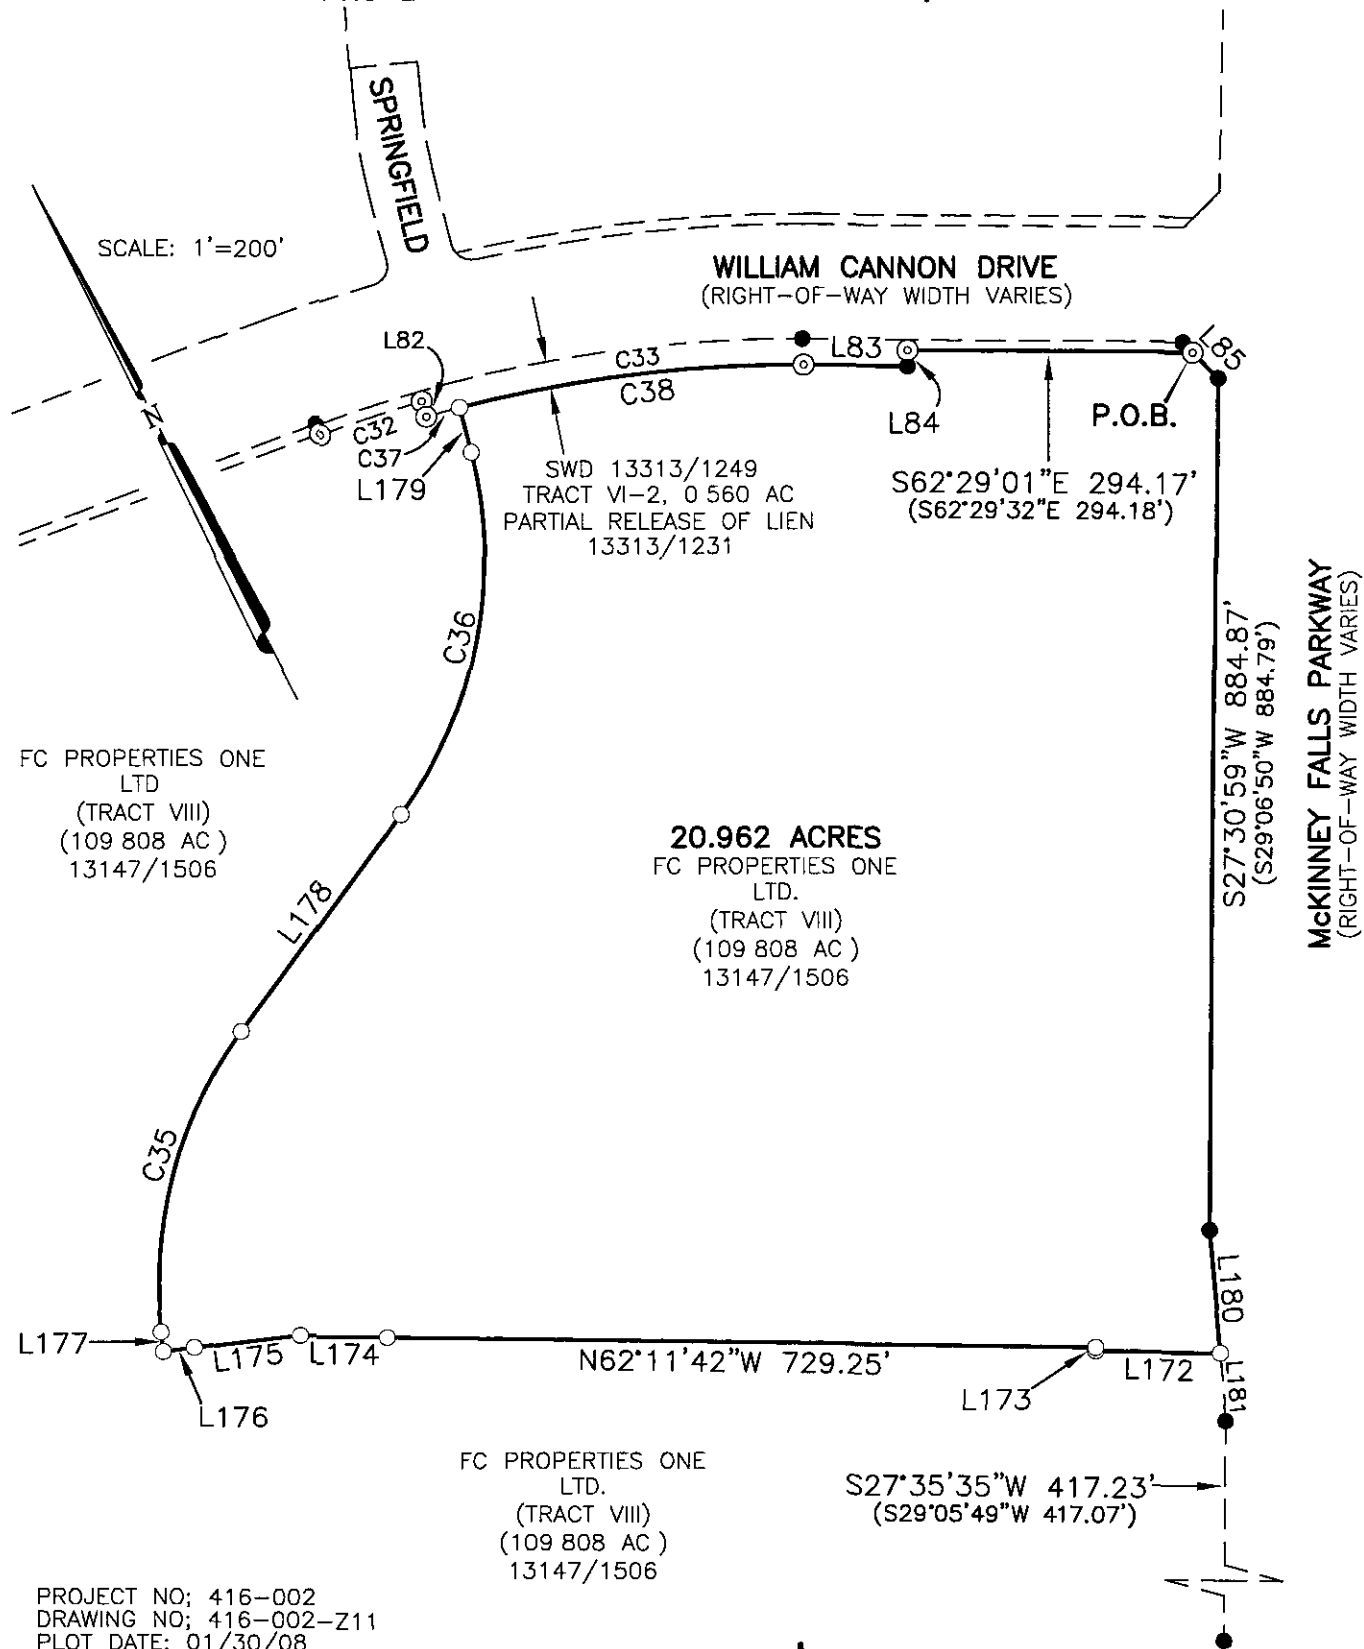 SPRINGFIELD
SCALE: 1'=200'
WILLIAM CANNON DRIVE
(RIGHT-OF-WAY WIDTH VARIES)
L82
C33
L83
L85
C38
N
C32
L84
P.O.B.
C37
L179
SWD 13313/1249
TRACT VI-2, 0 560 AC
PARTIAL RELEASE OF LIEN
13313/1231
S62°29'01"E 294.17'
(S62°29'32"E 294.18')
C36
S27°30'59"W 884.87'
(S29°06'50"W 884.79')
McKINNEY FALLS PARKWAY
(RIGHT-OF-WAY WIDTH VARIES)
FC PROPERTIES ONE
LTD
(TRACT VIII)
(109 808 AC )
13147/1506
20.962 ACRES
FC PROPERTIES ONE
LTD.
(TRACT VIII)
(109 808 AC )
13147/1506
L178
C35
L180
L177
L175
L174
N62°11'42"W 729.25'
L172
L173
L181
L176
FC PROPERTIES ONE
LTD.
(TRACT VIII)
(109 808 AC )
13147/1506
S27°35'35"W 417.23'
(S29°05'49"W 417.07')
PROJECT NO; 416-002
DRAWING NO; 416-002-Z11
PLOT DATE: 01/30/08